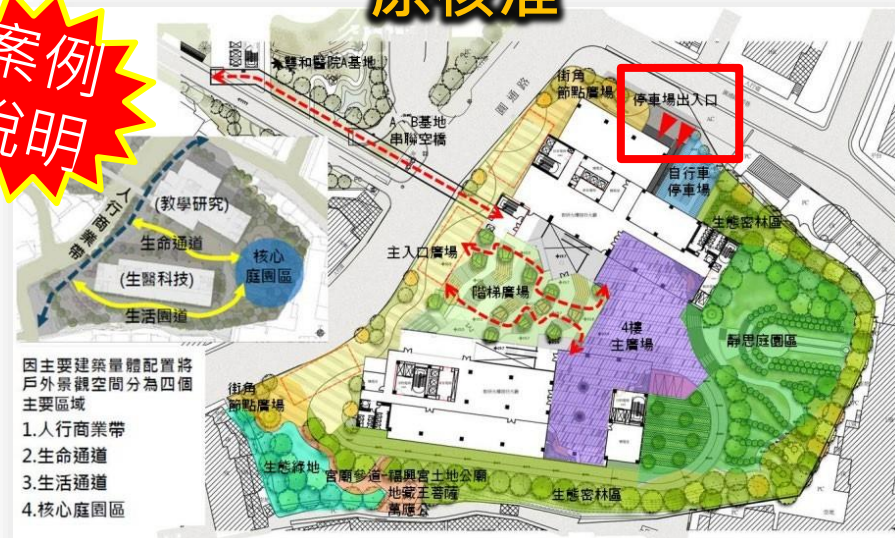 原核准
案例
說明
雙和醫院A基地
圓通路
街角
節點廣場
停車場出入口
A、B基地
串聯空橋
自行車
停車場
生態密林區
人行商業帶
(教學研究)
生命通道
核心
庭園區
(生醫科技)
生活園道
主入口廣場
階梯廣場
4樓
主廣場
靜思庭園區
因主要建築量體配置將
戶外景觀空間分為四個
主要區域
1.人行商業帶
2.生命通道
3.生活通道
4.核心庭園區
街角
節點廣場
生態綠地
宮廟參道-福興宮土地公廟
地藏王菩薩
萬應公
生態密林區